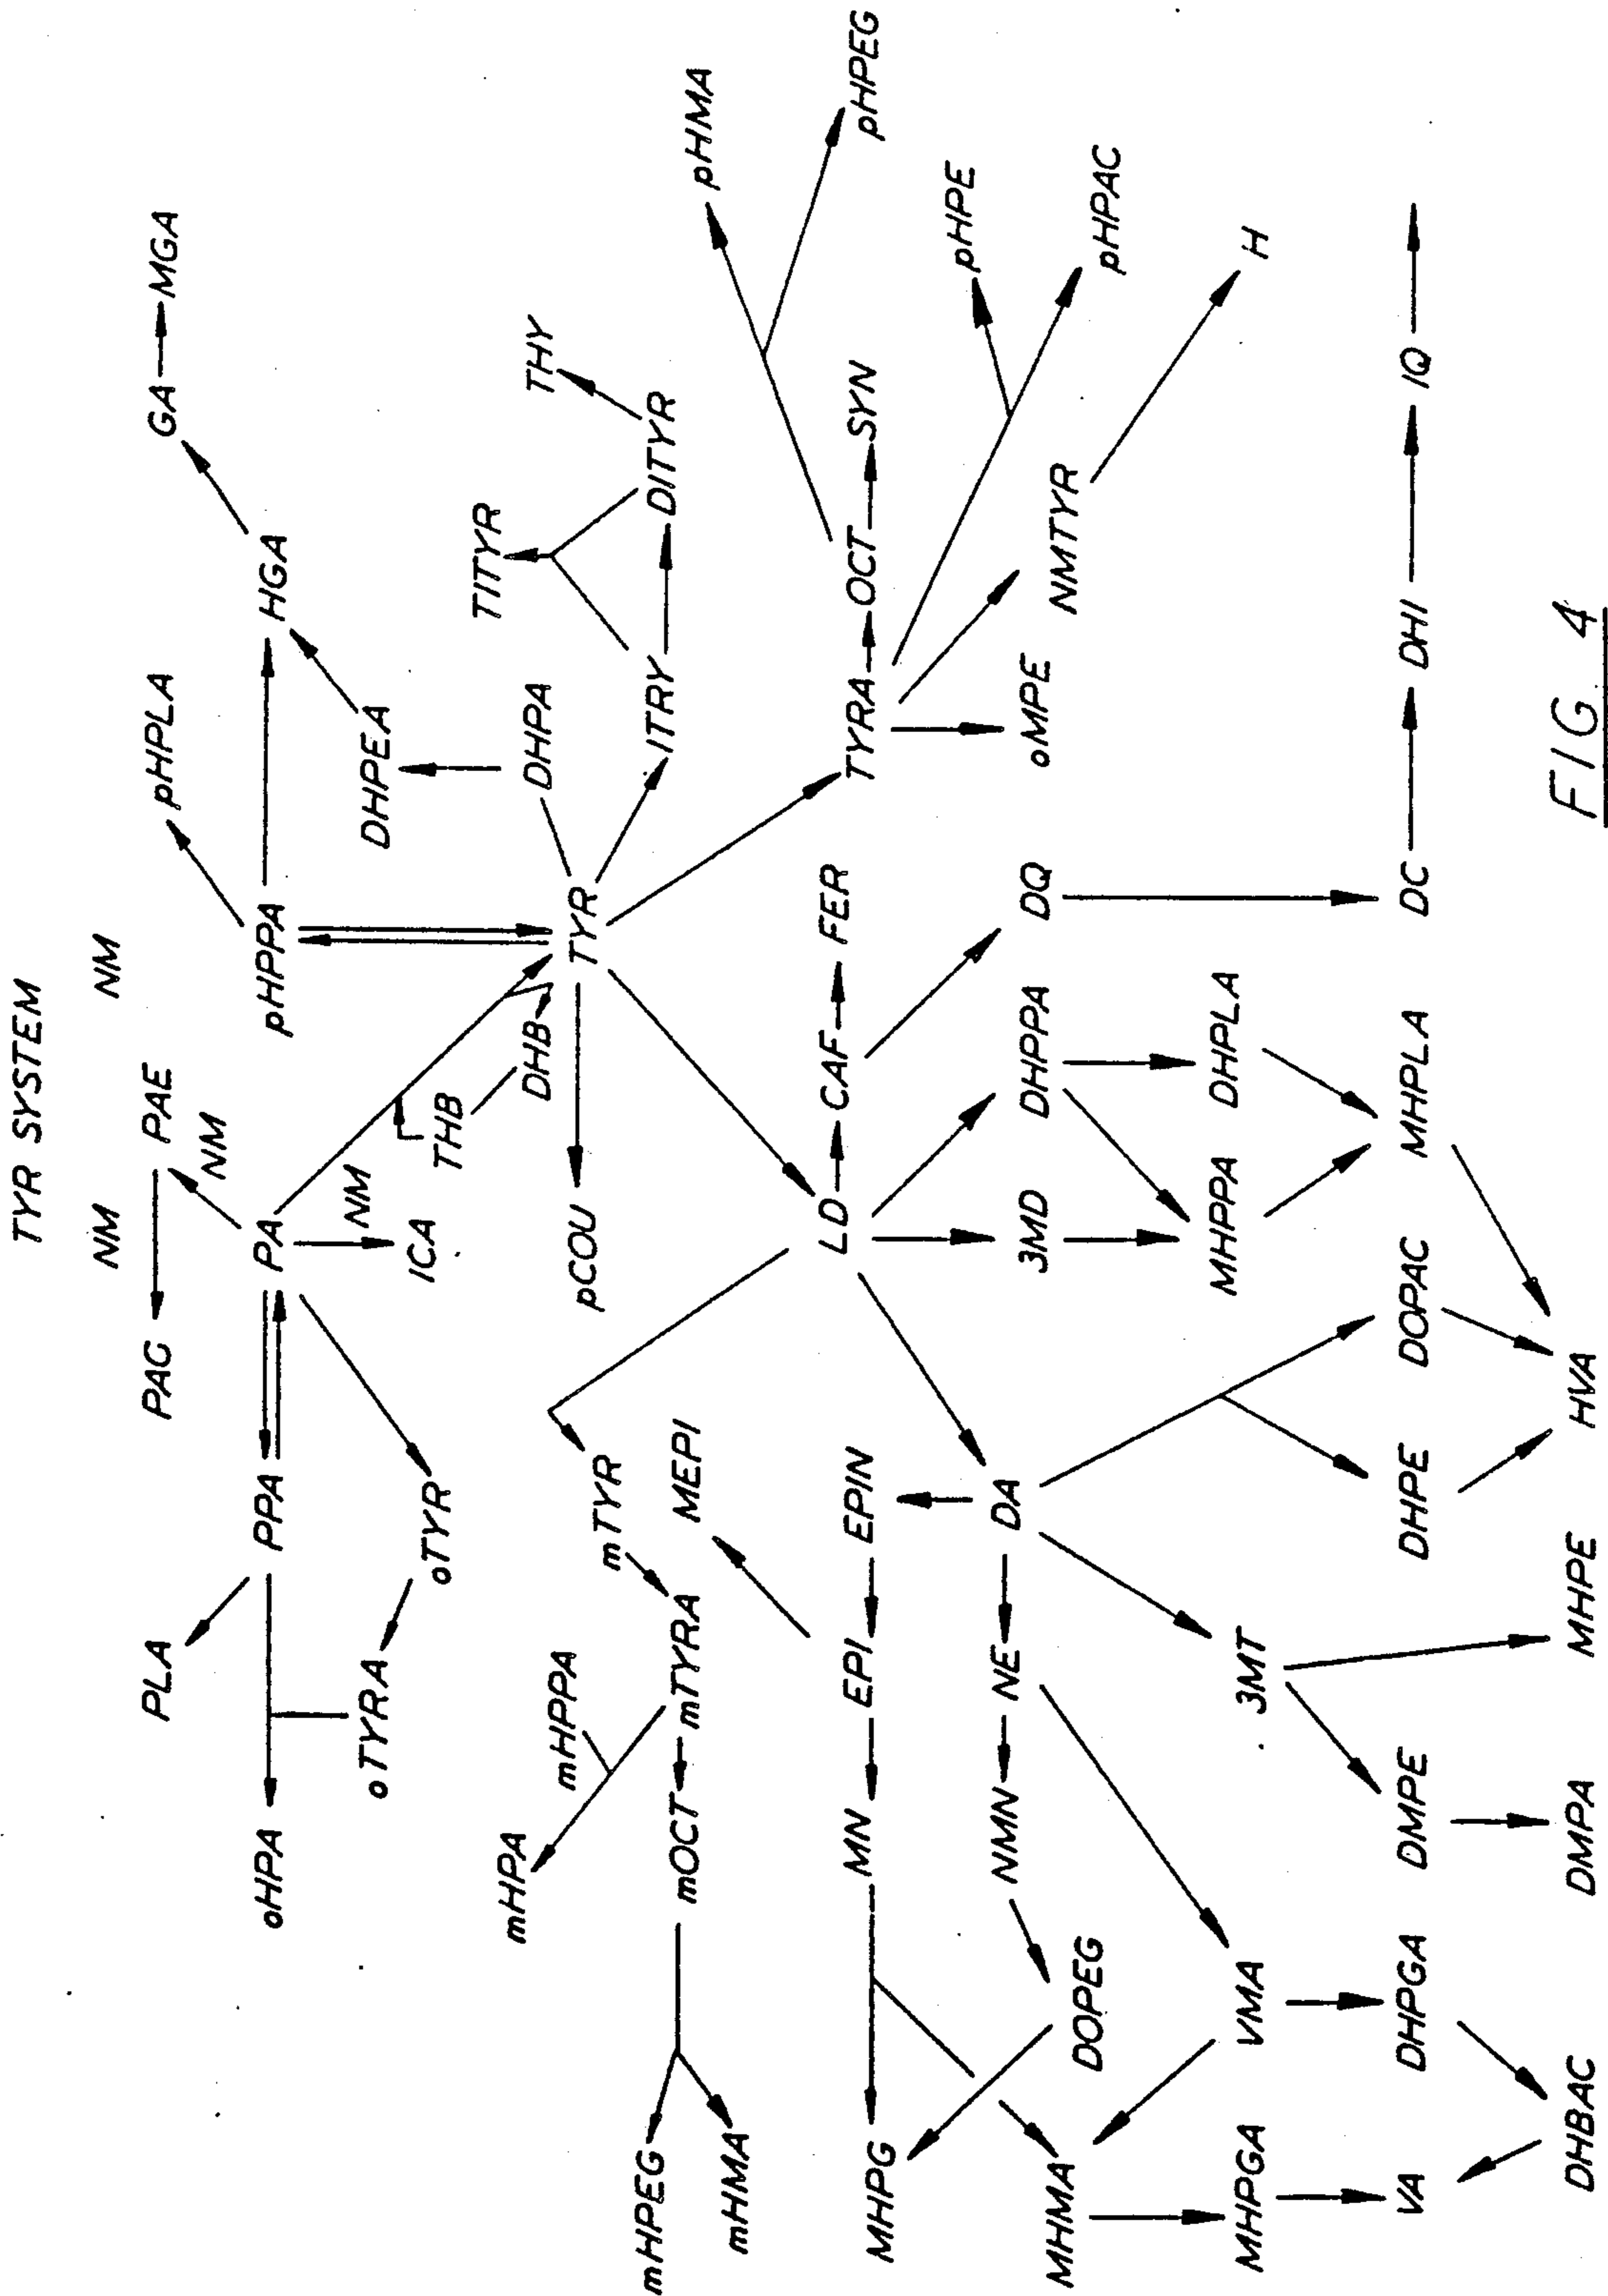 TYR SYSTEM
NM
NM
PAG
PAE
NM
PLA
pHPLA
GA
MGA
oHPA
PPA
PA
pHPPA
HGA
NM
oTYRA
oTYR
ICA
THB
DHPEA
mHPA
mHPPA
DHB
DHPA
TITYR
THY
mTYR
pCOU
TYR
mHPEG
mOCT
mTYRA
MEPI
ITRY
DITYR
pHMA
mHMA
MHPG
MN
EPI
EPIN
LD
CAF
FER
TYRA
OCT
SYN
pHPEG
NMN
NE
DA
3MD
DHPPA
DQ
oMPE
NMTYR
pHPE
MHMA
DOPEG
pHPAC
MHPGA
VMA
3MT
MHPPA
DHPLA
H
VA
DHPGA
DMPE
DHPE
DOPAC
MHPLA
DC
DHI
IQ
DHBAC
DMPA
MHPE
HVA
FIG 4